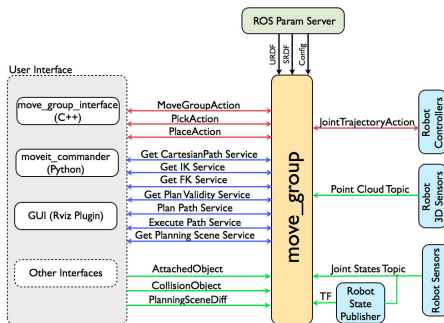 ROS Param Server
URDF
SRDF
Config
User Interface
move_group_interface
(C++)
moveit_commander
(Python)
GUI (Rviz Plugin)
Other Interfaces
MoveGroupAction
PickAction
PlaceAction
Get CartesianPath Service
Get IK Service
Get FK Service
Get Plan Validity Service
Plan Path Service
Execute Path Service
Get Planning Scene Service
AttachedObject
CollisionObject
PlanningSceneDiff
move_group
JointTrajectoryAction
Point Cloud Topic
Joint States Topic
TF
Robot
State
Publisher
Robot
Controllers
Robot
3D Sensors
Robot Sensors